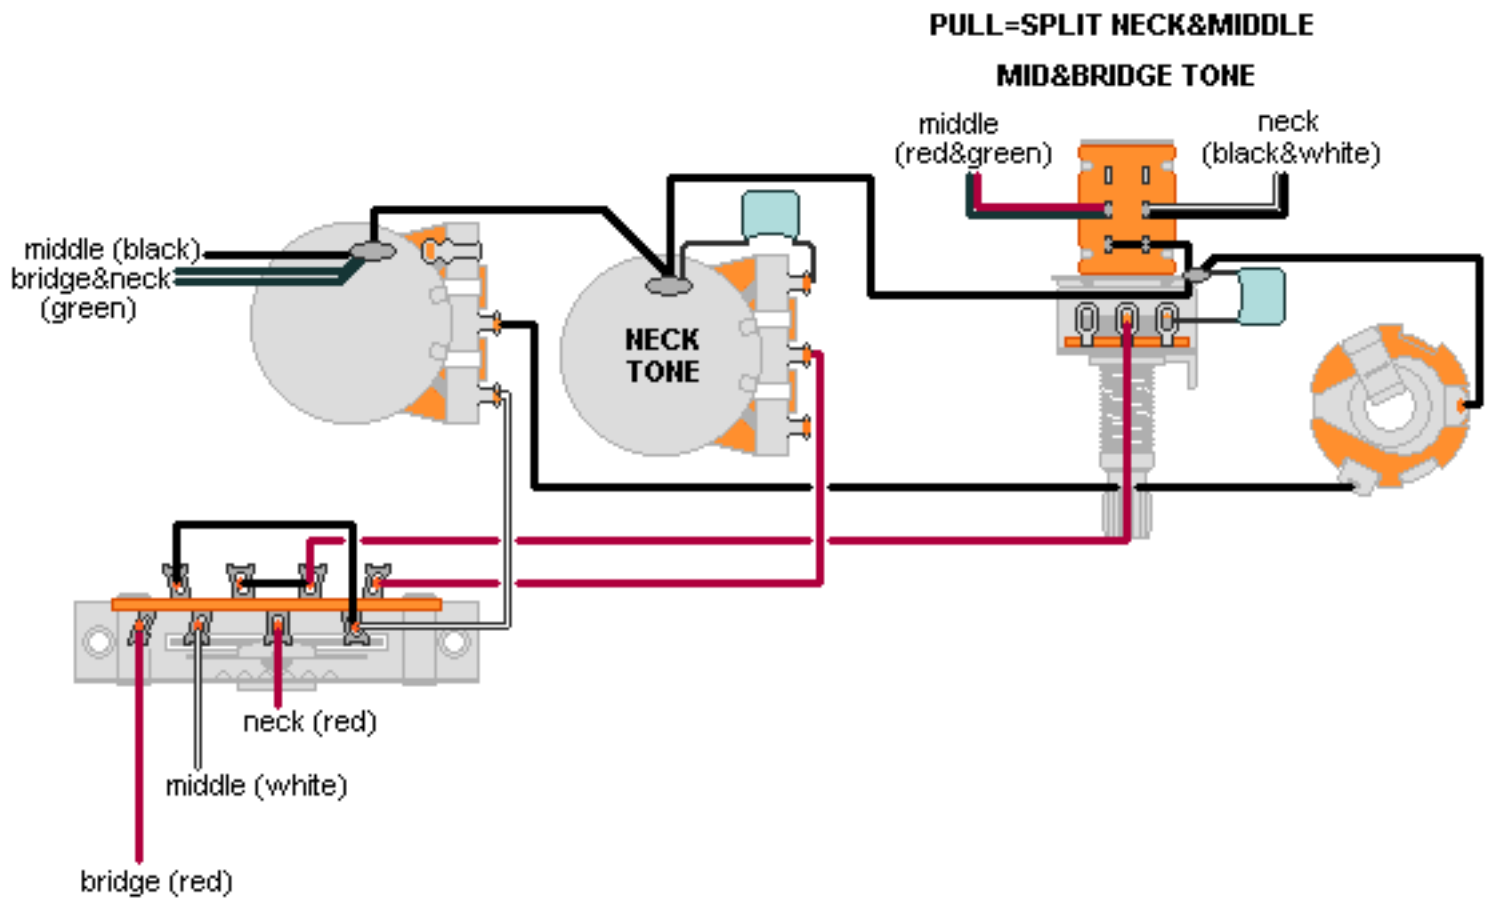 PULL=SPLIT NECK&MIDDLE
MID&BRIDGE TONE
middle
(red&green)
neck
(black&white)
middle (black)
bridge&neck
(green)
NECK
TONE
neck (red)
middle (white)
bridge (red)